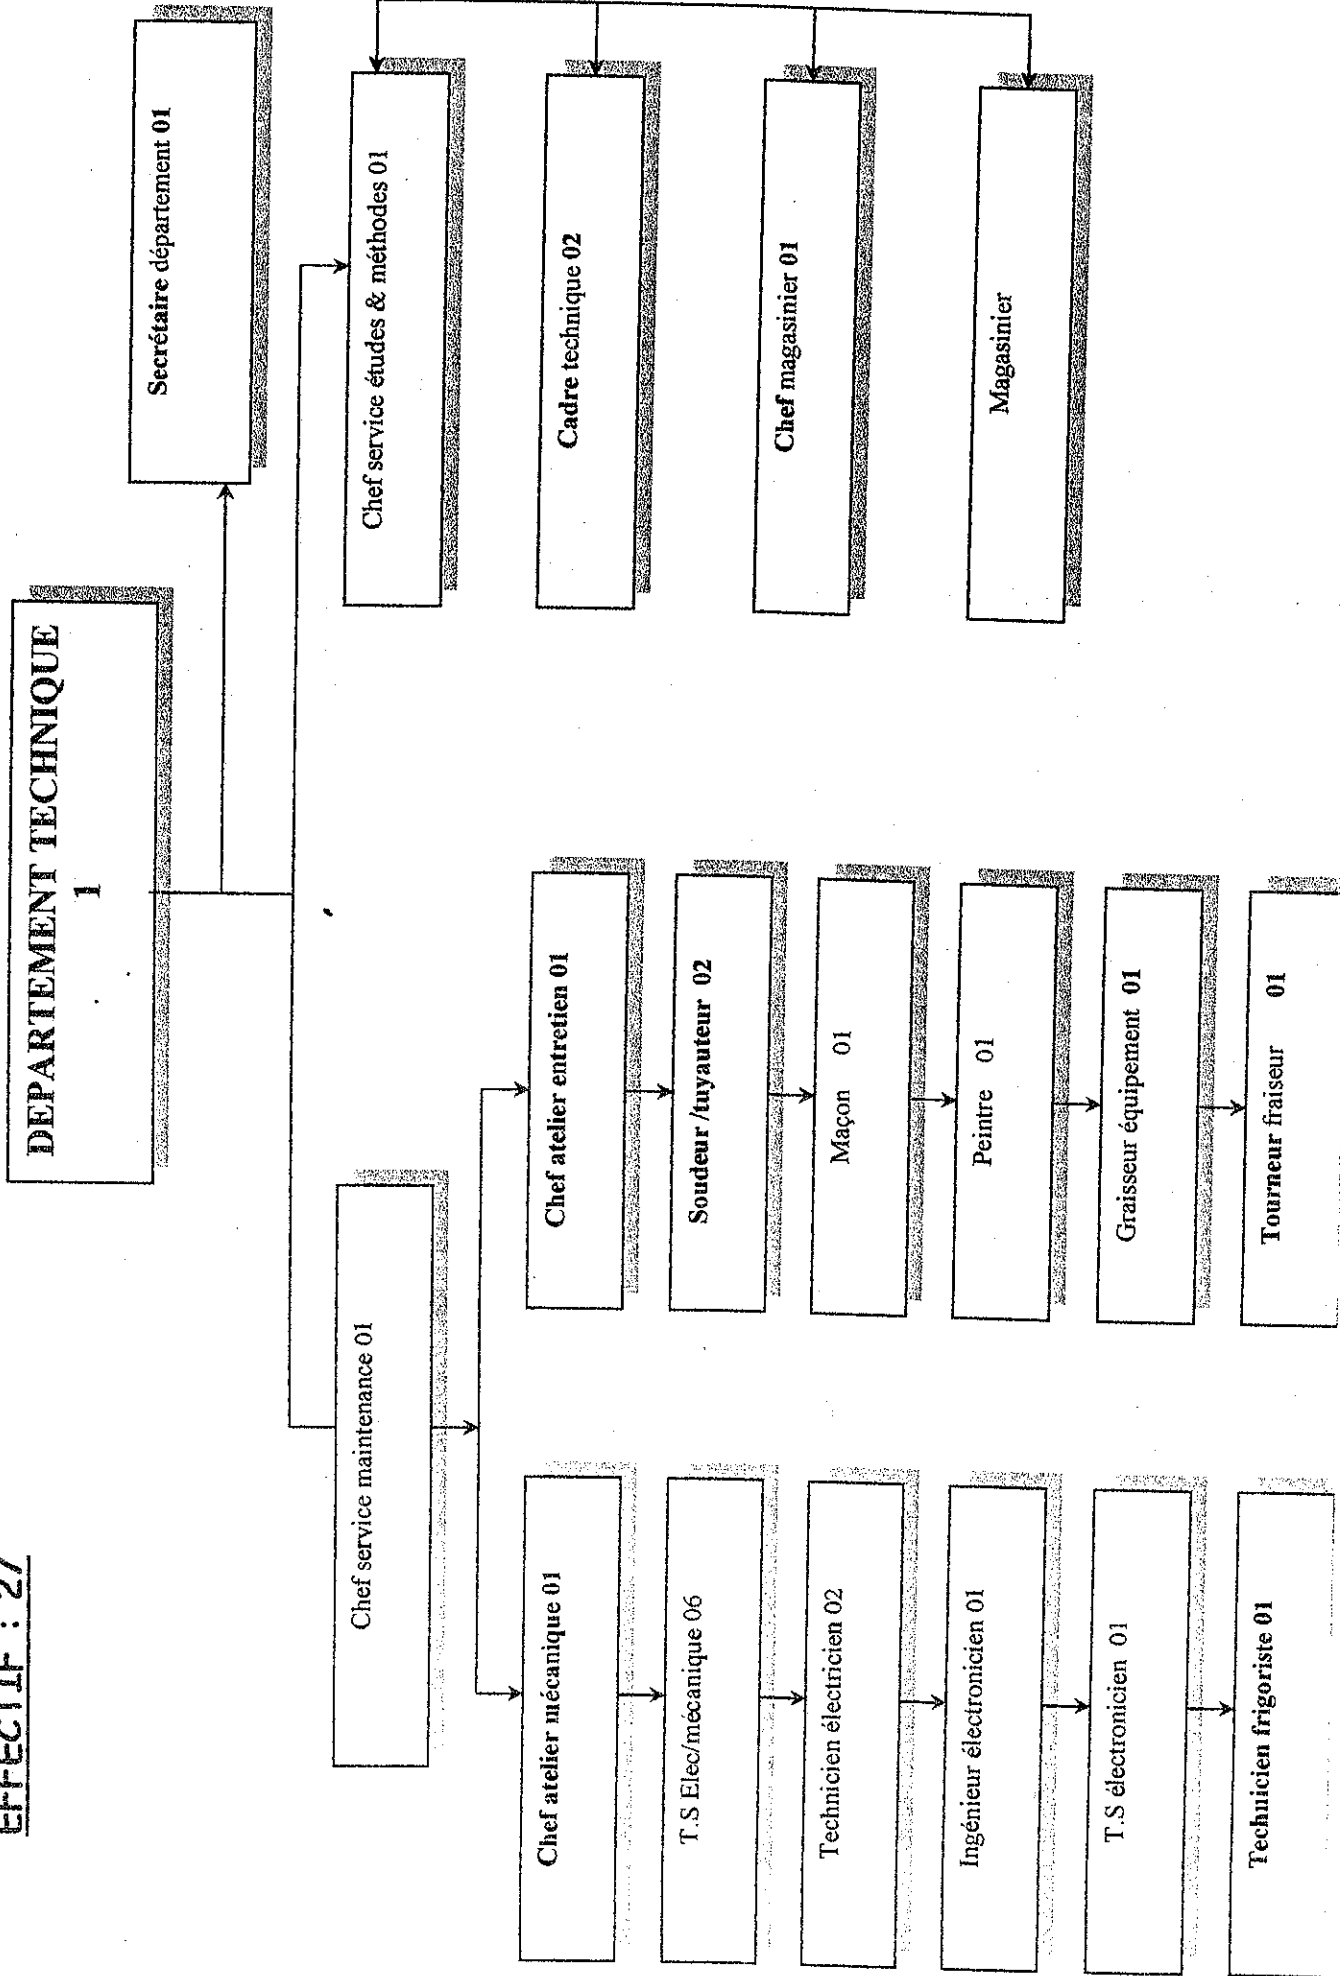 EFFECTIF : 27
DEPARTEMENT TECHNIQUE
1
Secrétaire département 01
Chef service maintenance 01
Chef service études & méthodes 01
Chef atelier mécanique 01
T.S Elec/mécanique 06
Technicien électricien 02
Ingénieur électronicien 01
T.S électronicien 01
Technicien frigoriste 01
Chef atelier entretien 01
Soudeur /tuyauteur 02
Maçon 01
Peintre 01
Graisseur équipement 01
Tourneur fraiseur 01
Cadre technique 02
Chef magasinier 01
Magasinier